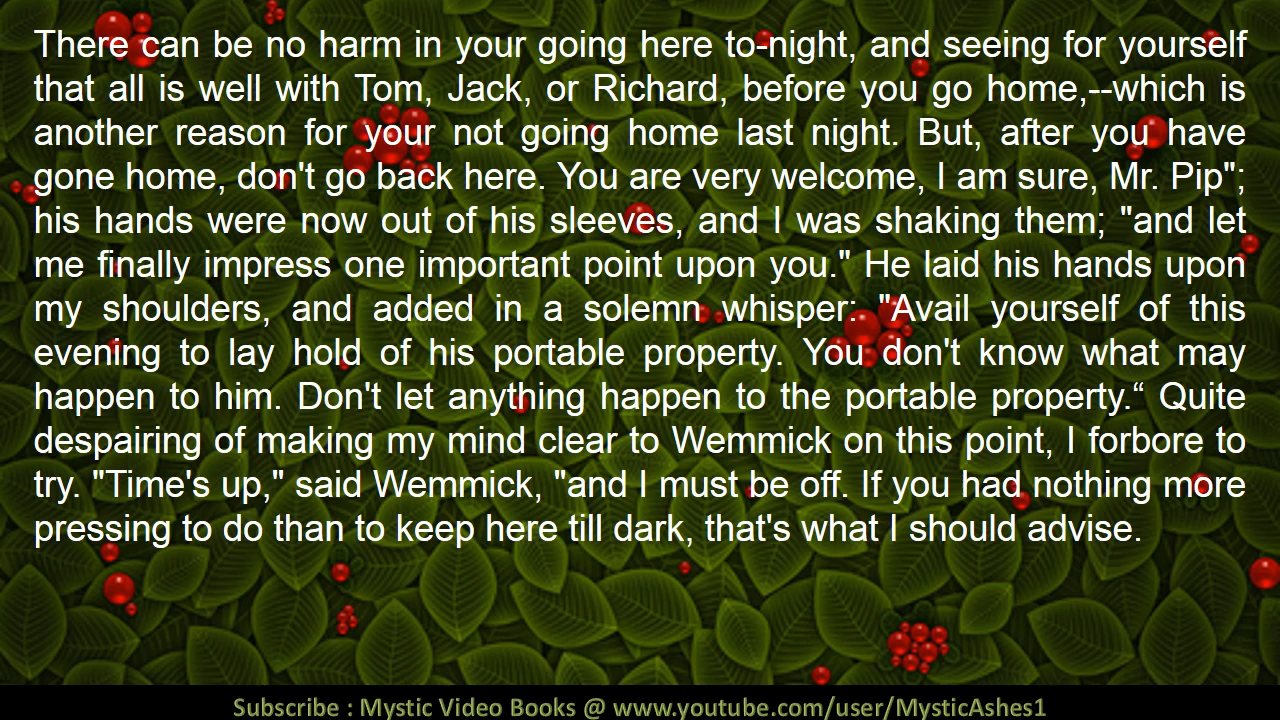 There can be no harm in your going here to-night, and seeing for yourself
that all is well with Tom, Jack, or Richard, before you go home,--which is
another reason for your not going home last night. But, after you have
gone home, don't go back here. You are very welcome, I am sure, Mr. Pip";
his hands were now out of his sleeves, and I was shaking them; "and let
me finally impress one important point upon you." He laid his hands upon
my shoulders, and added in a solemn whisper: "Avail yourself of this
evening to lay hold of his portable property. You don't know what may
happen to him. Don't let anything happen to the portable property.“ Quite
despairing of making my mind clear to Wemmick on this point, I forbore to
try. "Time's up," said Wemmick, "and I must be off. If you had nothing more
pressing to do than to keep here till dark, that's what I should advise.
Subscribe : Mystic Video Books @ www.youtube.com/user/MysticAshes1